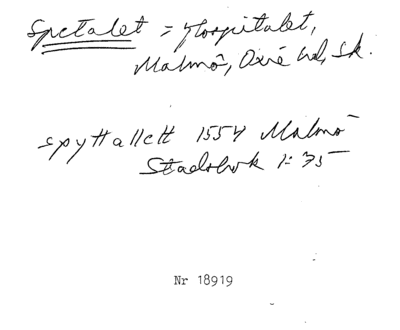 Spetalet = Hospitalet,
Malmö, Oxie hd, Sk.
spyttallett 1554 Malmö
Stadsbok 1:35
Nr 18919